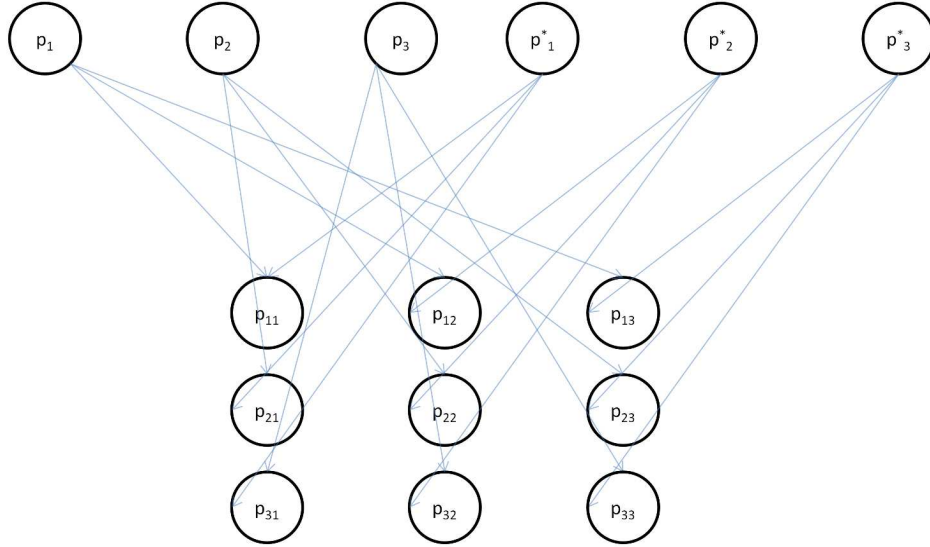 p₁ p₂ p₃ p*₁ p*₂ p*₃
p₁₁ p₁₂ p₁₃
p₂₁ p₂₂ p₂₃
p₃₁ p₃₂ p₃₃